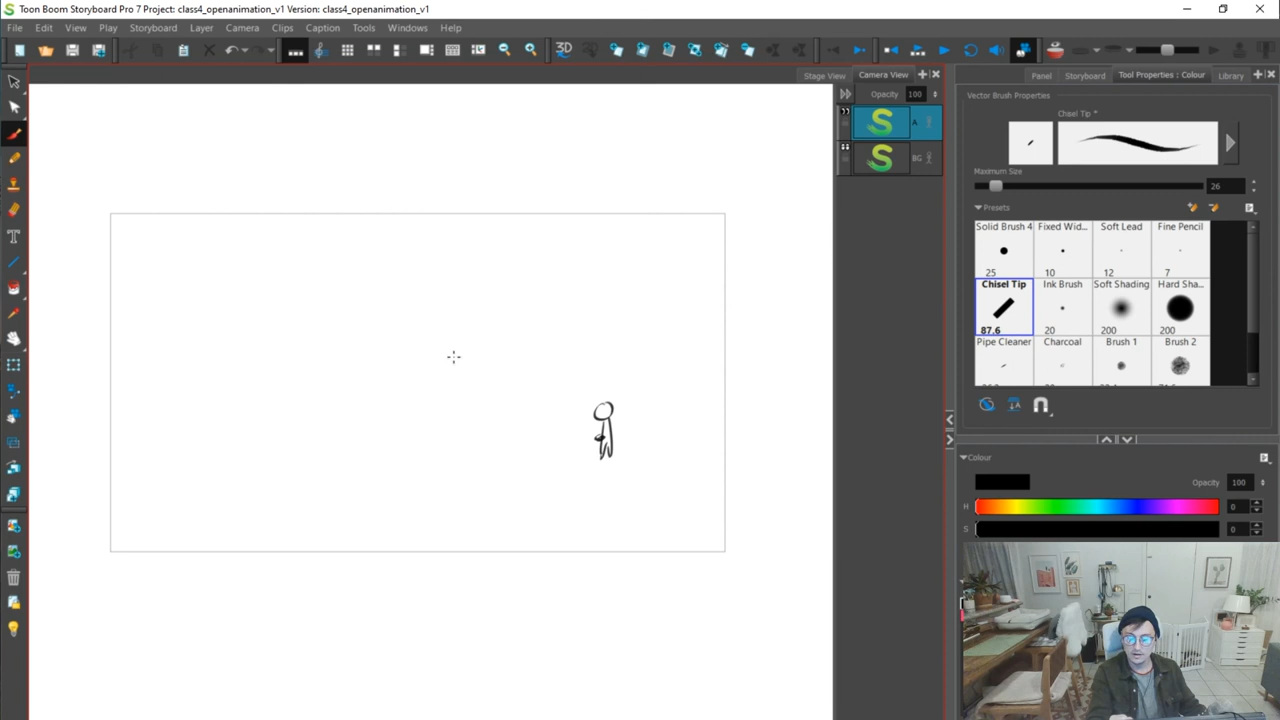 Toon Boom Storyboard Pro 7 Project: class4_openanimation_v1 Version: class4_openanimation_v1
File Edit View Play Storyboard Layer Camera Clips Caption Tools Windows Help
3D
Stage View Camera View
Panel Storyboard Tool Properties : Colour Library
Opacity 100
A
BG
Vector Brush Properties
Chisel Tip *
Maximum Size
26
Presets
Solid Brush 4 Fixed Wid... Soft Lead Fine Pencil
25 10 12 7
Chisel Tip Ink Brush Soft Shading Hard Sha...
87.6 20 200 200
Pipe Cleaner Charcoal Brush 1 Brush 2
Colour
Opacity 100
H 0
S 0